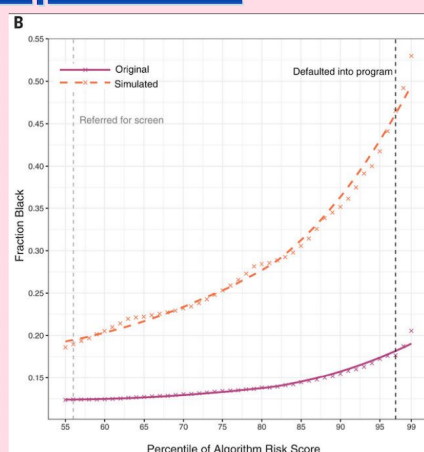 B
0.55
0.50
0.45
0.40
0.35
0.30
0.25
0.20
0.15
Fraction Black
Original
Simulated
Referred for screen
Defaulted into program
55 60 65 70 75 80 85 90 95 99
Percentile of Algorithm Risk Score